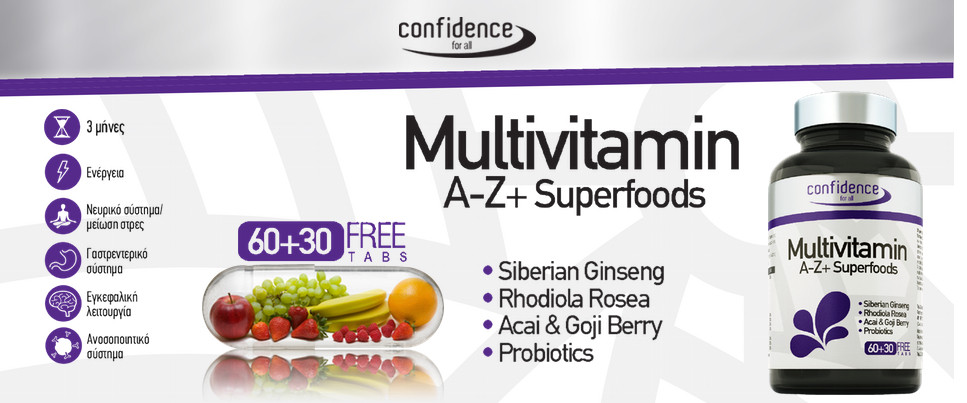 confidence
for all
3 μήνες
Ενέργεια
Νευρικό σύστημα/
μείωση στρες
Γαστρεντερικό
σύστημα
Εγκεφαλική
λειτουργία
Ανοσοποιητικό
σύστημα
60+30 FREE
TABS
Multivitamin
A-Z+ Superfoods
• Siberian Ginseng
• Rhodiola Rosea
• Acai & Goji Berry
• Probiotics
confidence
for all
Multivitamin
A-Z+ Superfoods
• Siberian Ginseng
• Rhodiola Rosea
• Acai & Goji Berry
• Probiotics
60+30 FREE
TABS